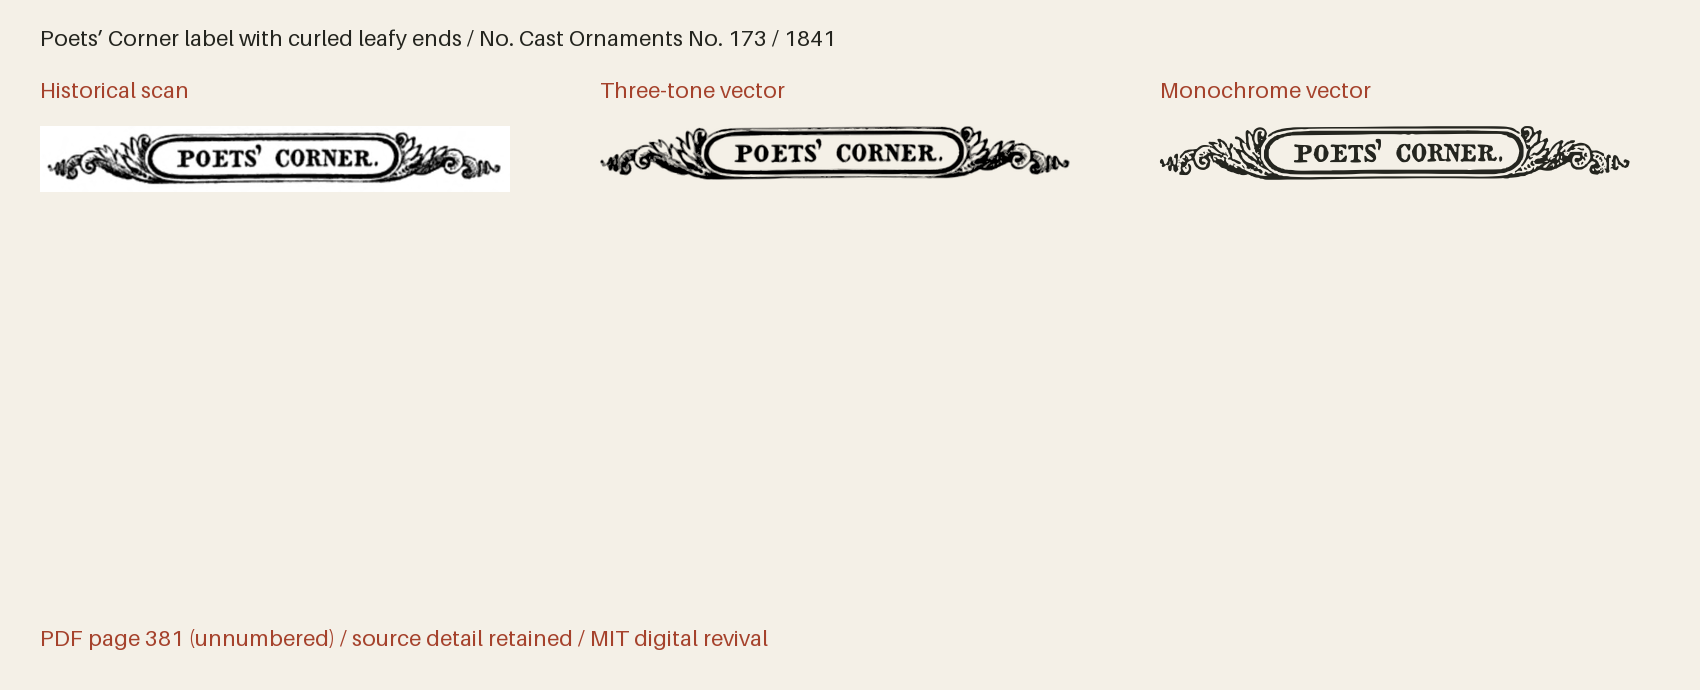 Poets’ Corner label with curled leafy ends / No. Cast Ornaments No. 173 / 1841
Historical scan
Three-tone vector
Monochrome vector
POETS’ CORNER.
POETS’ CORNER.
POETS’ CORNER.
PDF page 381 (unnumbered) / source detail retained / MIT digital revival